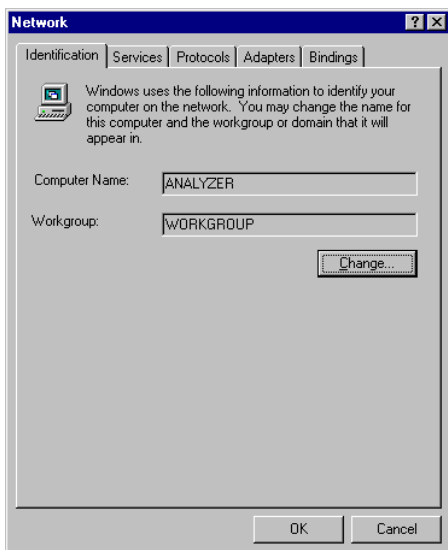 Network
Identification Services Protocols Adapters Bindings
Windows uses the following information to identify your
computer on the network. You may change the name for
this computer and the workgroup or domain that it will
appear in.
Computer Name: ANALYZER
Workgroup: WORKGROUP
Change...
OK Cancel